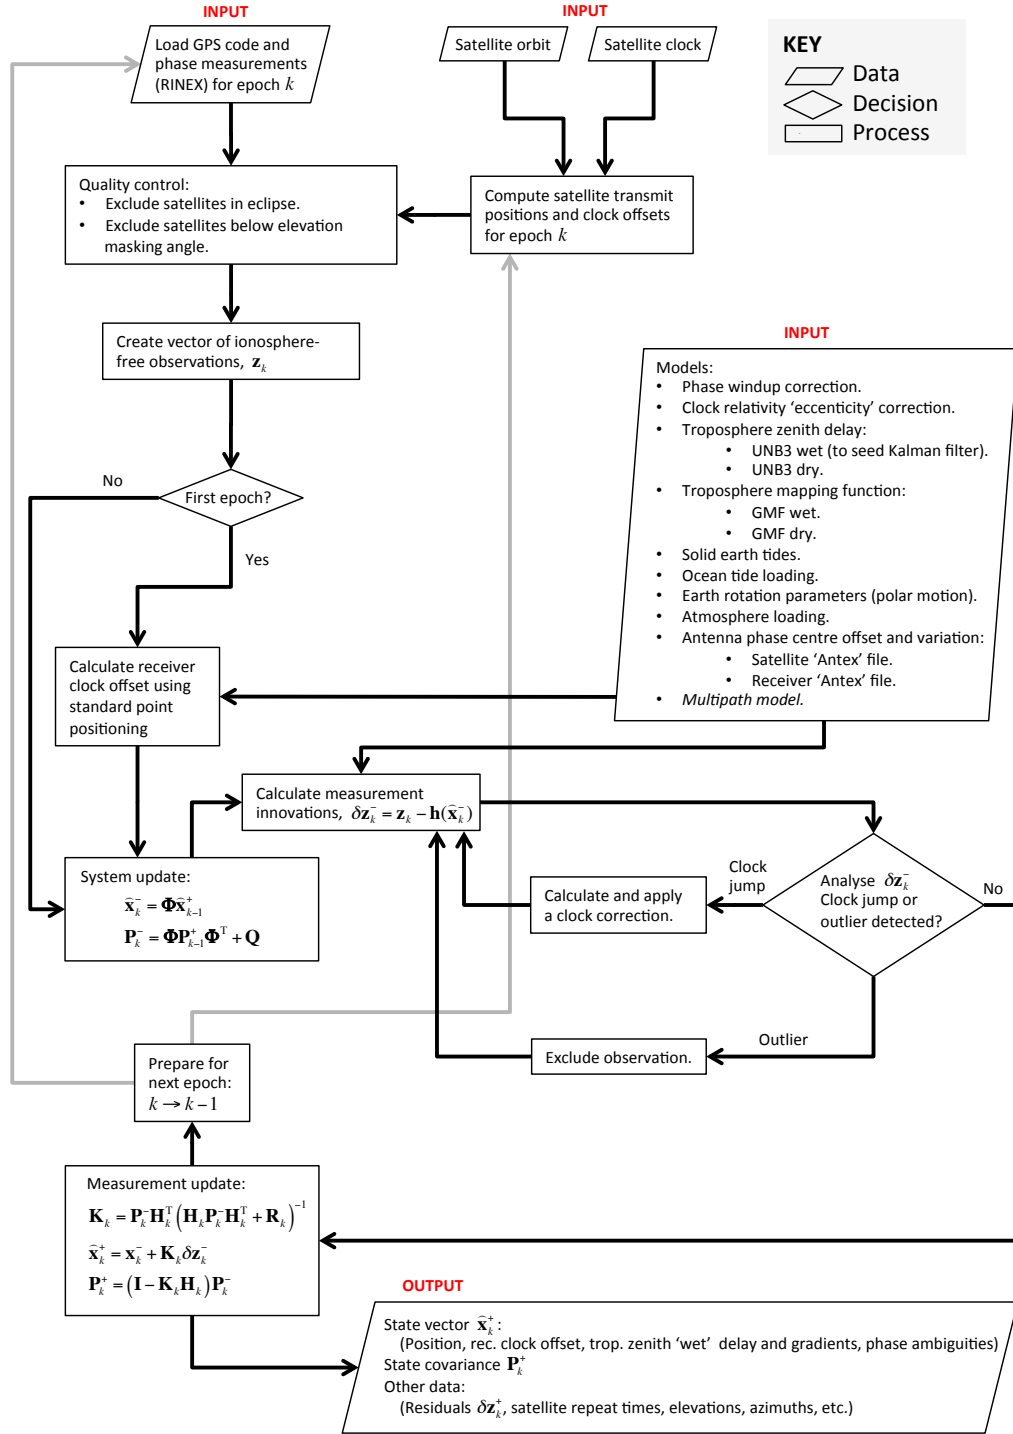 INPUT
Load GPS code and
phase measurements
(RINEX) for epoch k
INPUT
Satellite orbit
Satellite clock
KEY
Data
Decision
Process
Quality control:
• Exclude satellites in eclipse.
• Exclude satellites below elevation
masking angle.
Compute satellite transmit
positions and clock offsets
for epoch k
Create vector of ionosphere-
free observations, z_k
INPUT
Models:
• Phase windup correction.
• Clock relativity ‘eccenticity’ correction.
• Troposphere zenith delay:
• UNB3 wet (to seed Kalman filter).
• UNB3 dry.
• Troposphere mapping function:
• GMF wet.
• GMF dry.
• Solid earth tides.
• Ocean tide loading.
• Earth rotation parameters (polar motion).
• Atmosphere loading.
• Antenna phase centre offset and variation:
• Satellite ‘Antex’ file.
• Receiver ‘Antex’ file.
• Multipath model.
No
First epoch?
Yes
Calculate receiver
clock offset using
standard point
positioning
Calculate measurement
innovations, δz_k^- = z_k − h(x̂_k^-)
System update:
x̂_k^- = Φx̂_{k−1}^+
P_k^- = ΦP_{k−1}^+Φ^T + Q
Clock
jump
Calculate and apply
a clock correction.
Analyse δz_k^-
Clock jump or
outlier detected?
No
Outlier
Exclude observation.
Prepare for
next epoch:
k → k − 1
Measurement update:
K_k = P_k^- H_k^T (H_k P_k^- H_k^T + R_k)^{−1}
x̂_k^+ = x_k^- + K_k δz_k^-
P_k^+ = (I − K_k H_k) P_k^-
OUTPUT
State vector x̂_k^+ :
(Position, rec. clock offset, trop. zenith ‘wet’ delay and gradients, phase ambiguities)
State covariance P_k^+
Other data:
(Residuals δz_k^+, satellite repeat times, elevations, azimuths, etc.)